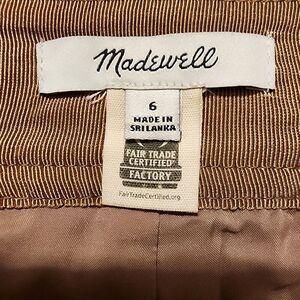 Madewell
6
MADE IN
SRI LANKA
FAIR TRADE
CERTIFIED
FACTORY
FairTradeCertified.org